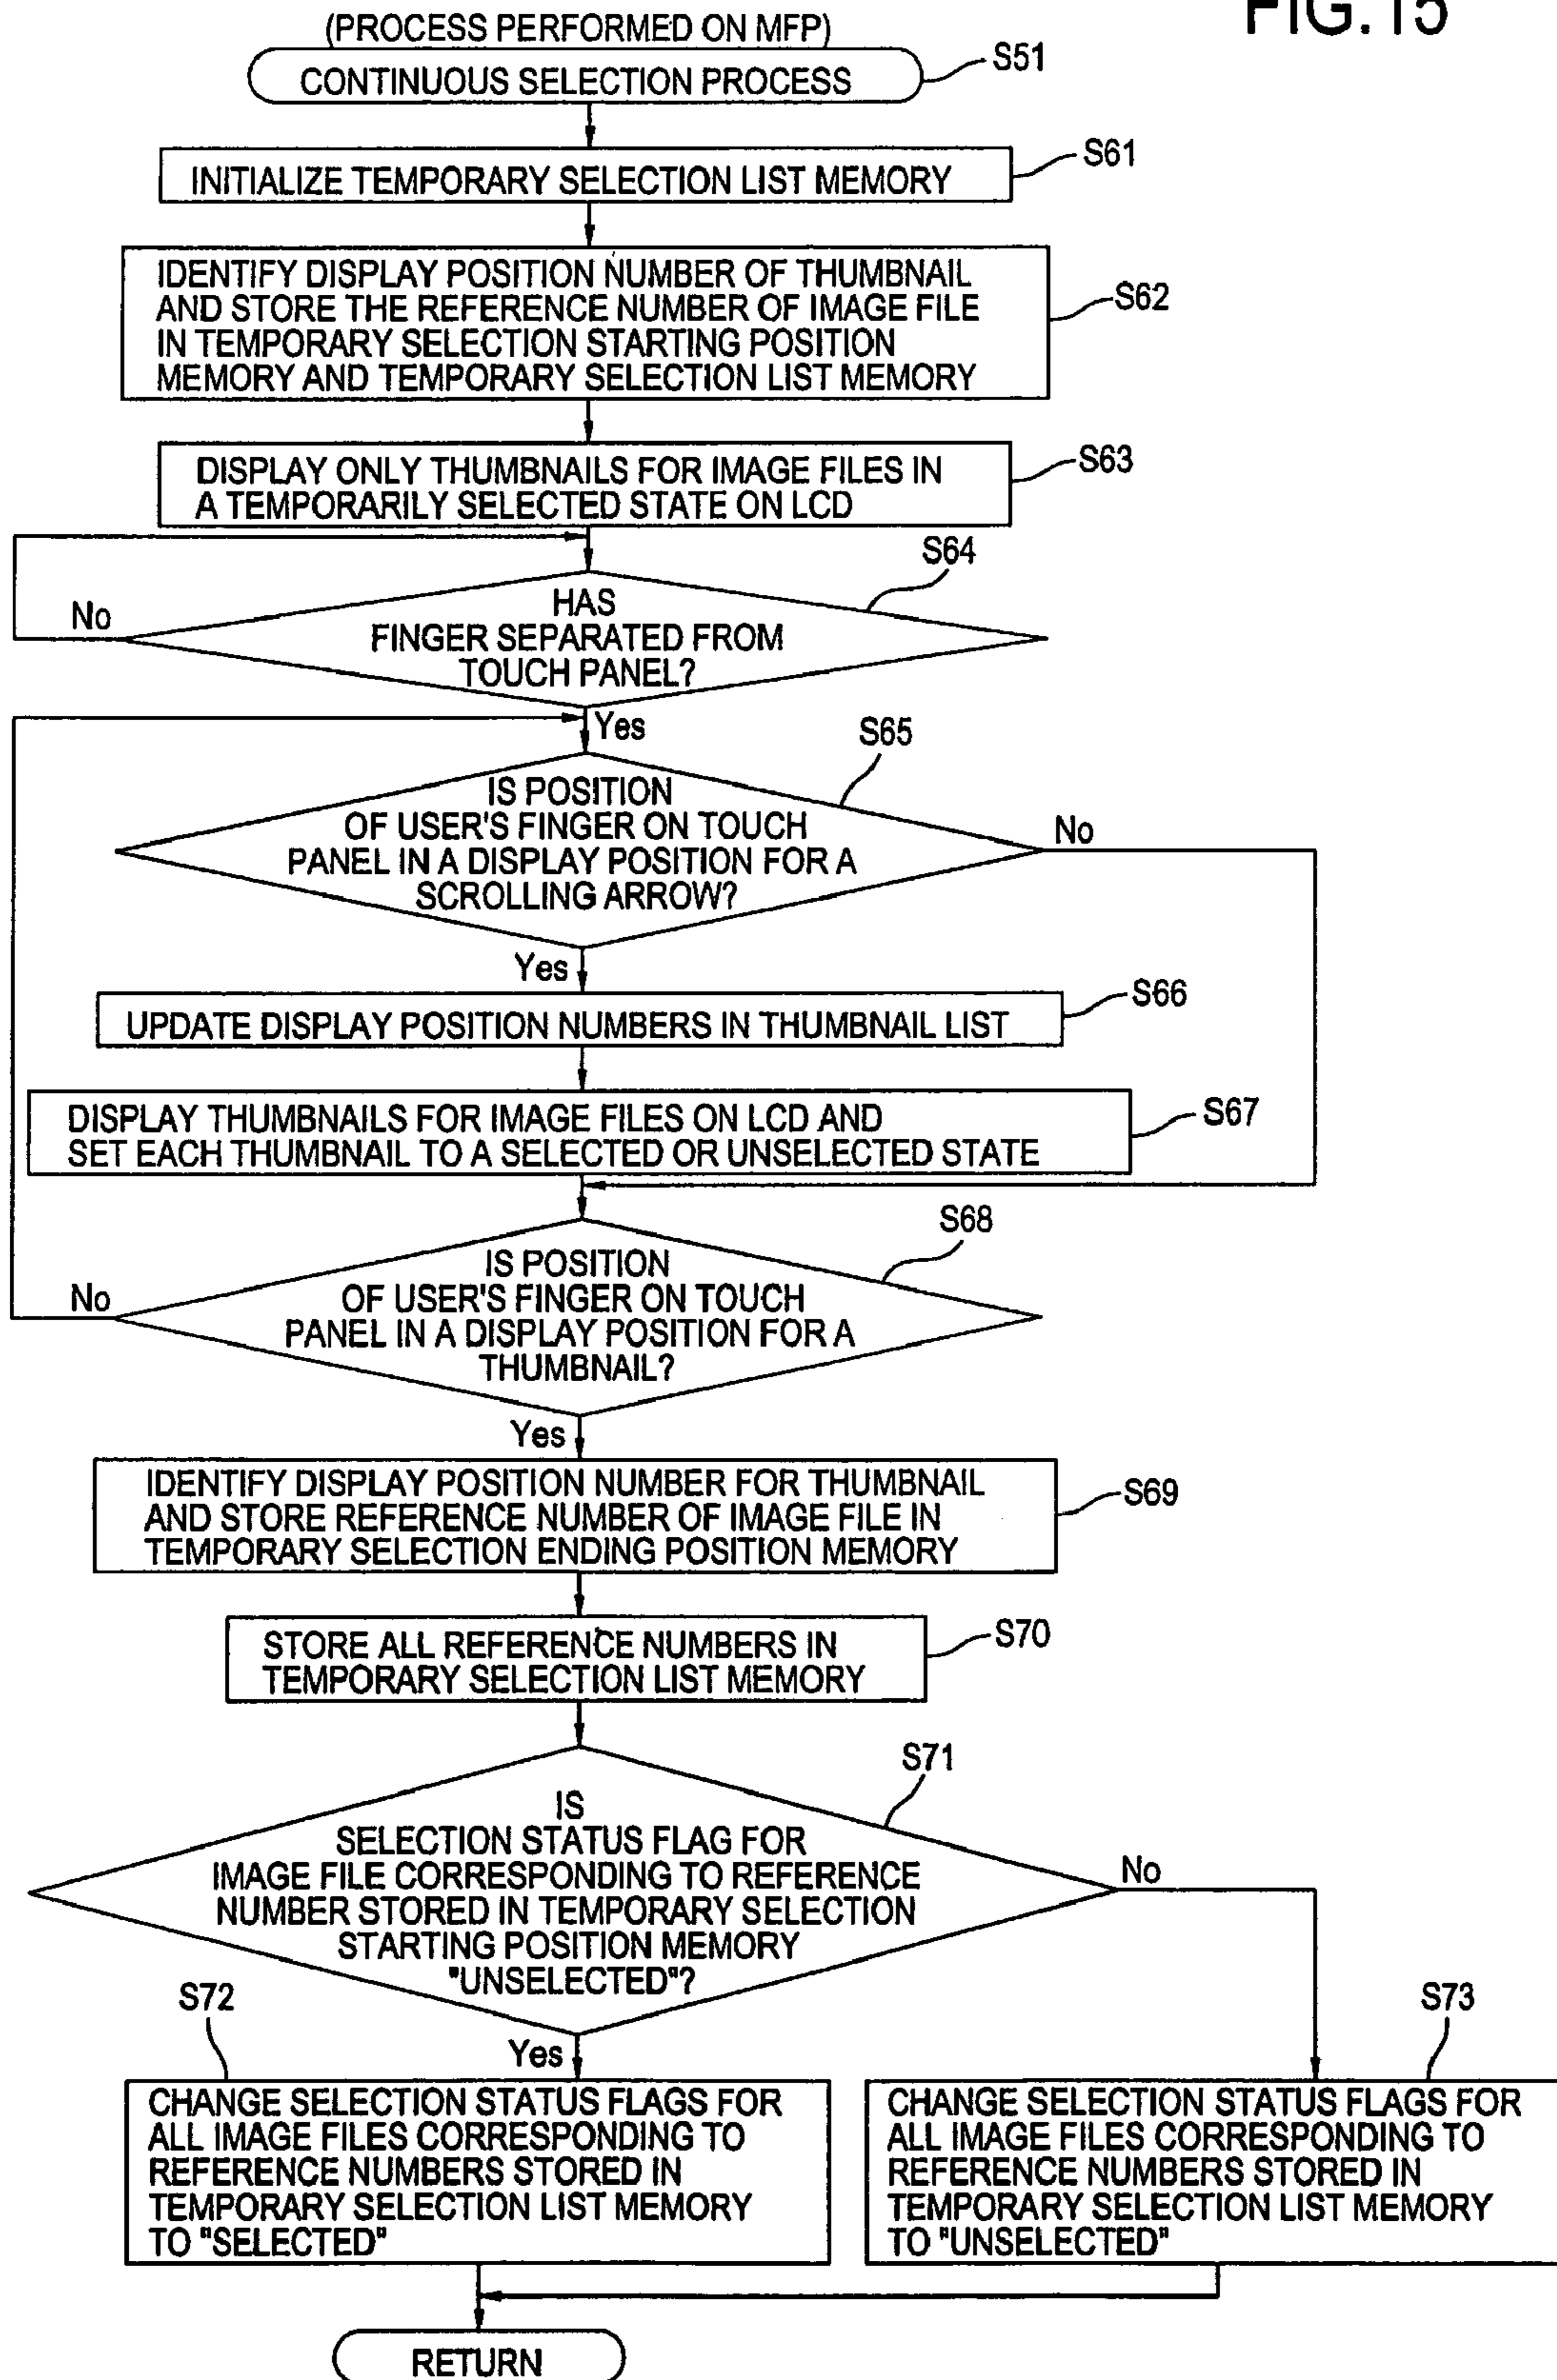 FIG.15
(PROCESS PERFORMED ON MFP)
CONTINUOUS SELECTION PROCESS
S51
INITIALIZE TEMPORARY SELECTION LIST MEMORY
S61
IDENTIFY DISPLAY POSITION NUMBER OF THUMBNAIL
AND STORE THE REFERENCE NUMBER OF IMAGE FILE
IN TEMPORARY SELECTION STARTING POSITION
MEMORY AND TEMPORARY SELECTION LIST MEMORY
S62
DISPLAY ONLY THUMBNAILS FOR IMAGE FILES IN
A TEMPORARILY SELECTED STATE ON LCD
S63
S64
HAS
FINGER SEPARATED FROM
TOUCH PANEL?
No
Yes
S65
IS POSITION
OF USER'S FINGER ON TOUCH
PANEL IN A DISPLAY POSITION FOR A
SCROLLING ARROW?
No
Yes
UPDATE DISPLAY POSITION NUMBERS IN THUMBNAIL LIST
S66
DISPLAY THUMBNAILS FOR IMAGE FILES ON LCD AND
SET EACH THUMBNAIL TO A SELECTED OR UNSELECTED STATE
S67
S68
IS POSITION
OF USER'S FINGER ON TOUCH
PANEL IN A DISPLAY POSITION FOR A
THUMBNAIL?
No
Yes
IDENTIFY DISPLAY POSITION NUMBER FOR THUMBNAIL
AND STORE REFERENCE NUMBER OF IMAGE FILE IN
TEMPORARY SELECTION ENDING POSITION MEMORY
S69
STORE ALL REFERENCE NUMBERS IN
TEMPORARY SELECTION LIST MEMORY
S70
S71
IS
SELECTION STATUS FLAG FOR
IMAGE FILE CORRESPONDING TO REFERENCE
NUMBER STORED IN TEMPORARY SELECTION
STARTING POSITION MEMORY
"UNSELECTED"?
No
Yes
S72
CHANGE SELECTION STATUS FLAGS FOR
ALL IMAGE FILES CORRESPONDING TO
REFERENCE NUMBERS STORED IN
TEMPORARY SELECTION LIST MEMORY
TO "SELECTED"
S73
CHANGE SELECTION STATUS FLAGS FOR
ALL IMAGE FILES CORRESPONDING TO
REFERENCE NUMBERS STORED IN
TEMPORARY SELECTION LIST MEMORY
TO "UNSELECTED"
RETURN